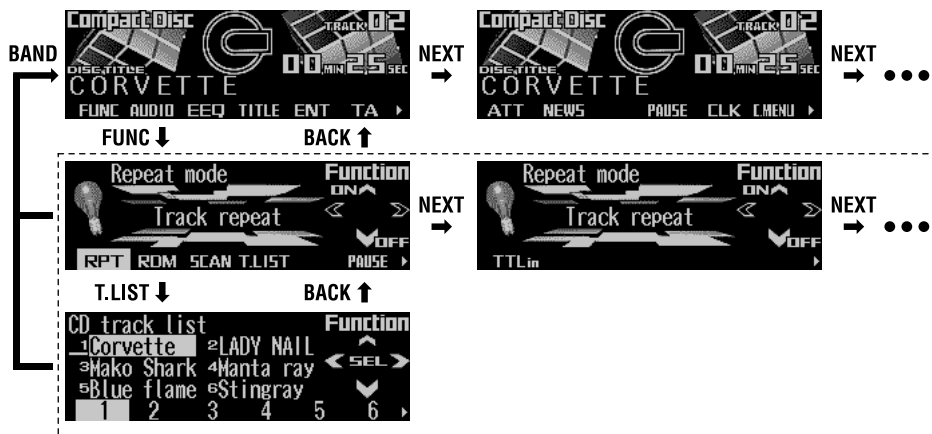 Compact Disc TRACK 02
00 MIN 25 SEC
DISC TITLE
CORVETTE
FUNC AUDIO EEQ TITLE ENT TA
NEXT
Compact Disc TRACK 02
00 MIN 25 SEC
DISC TITLE
CORVETTE
ATT NEWS PAUSE CLK C.MENU
NEXT
BAND
FUNC BACK
Repeat mode Function
ON
Track repeat
OFF
RPT RDM SCAN T.LIST PAUSE
NEXT
Repeat mode Function
ON
Track repeat
OFF
TTLin
NEXT
T.LIST BACK
CD track list Function
1Corvette 2LADY NAIL
SEL
3Mako Shark 4Manta ray
5Blue flame 6Stingray
1 2 3 4 5 6